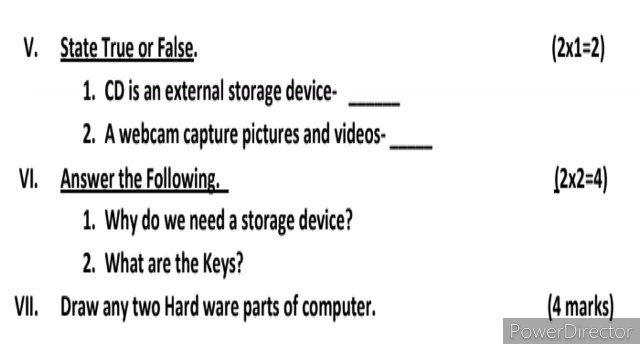 V. State True or False. (2x1=2)
1. CD is an external storage device- ______
2. A webcam capture pictures and videos-_____
VI. Answer the Following. (2x2=4)
1. Why do we need a storage device?
2. What are the Keys?
VII. Draw any two Hard ware parts of computer. (4 marks)
PowerDirector